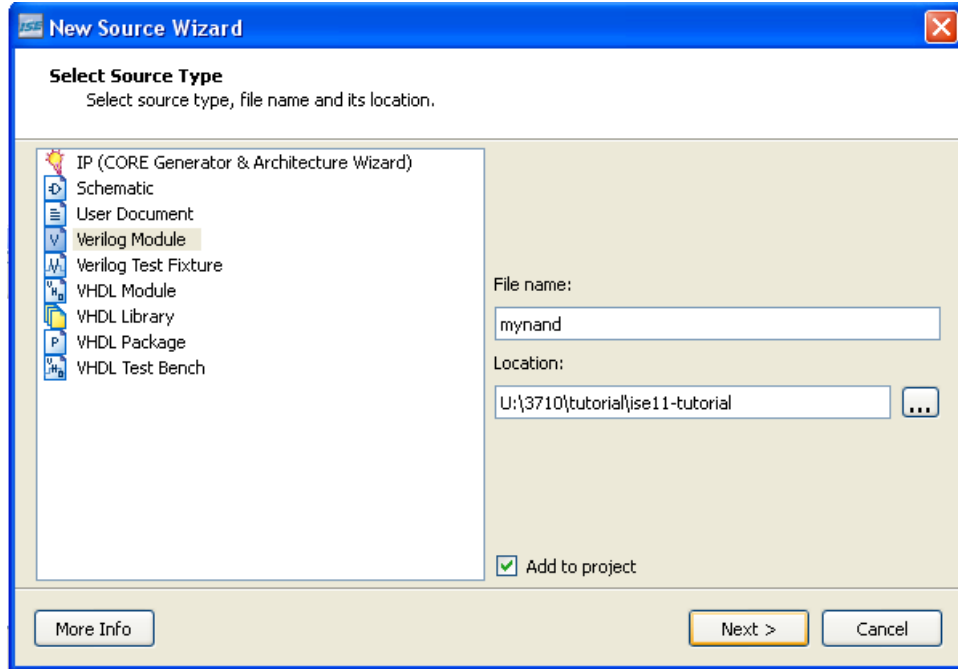 ISE New Source Wizard
Select Source Type
Select source type, file name and its location.
IP (CORE Generator & Architecture Wizard)
Schematic
User Document
Verilog Module
Verilog Test Fixture
VHDL Module
VHDL Library
VHDL Package
VHDL Test Bench
File name:
mynand
Location:
U:\3710\tutorial\ise11-tutorial
...
Add to project
More Info
Next >
Cancel